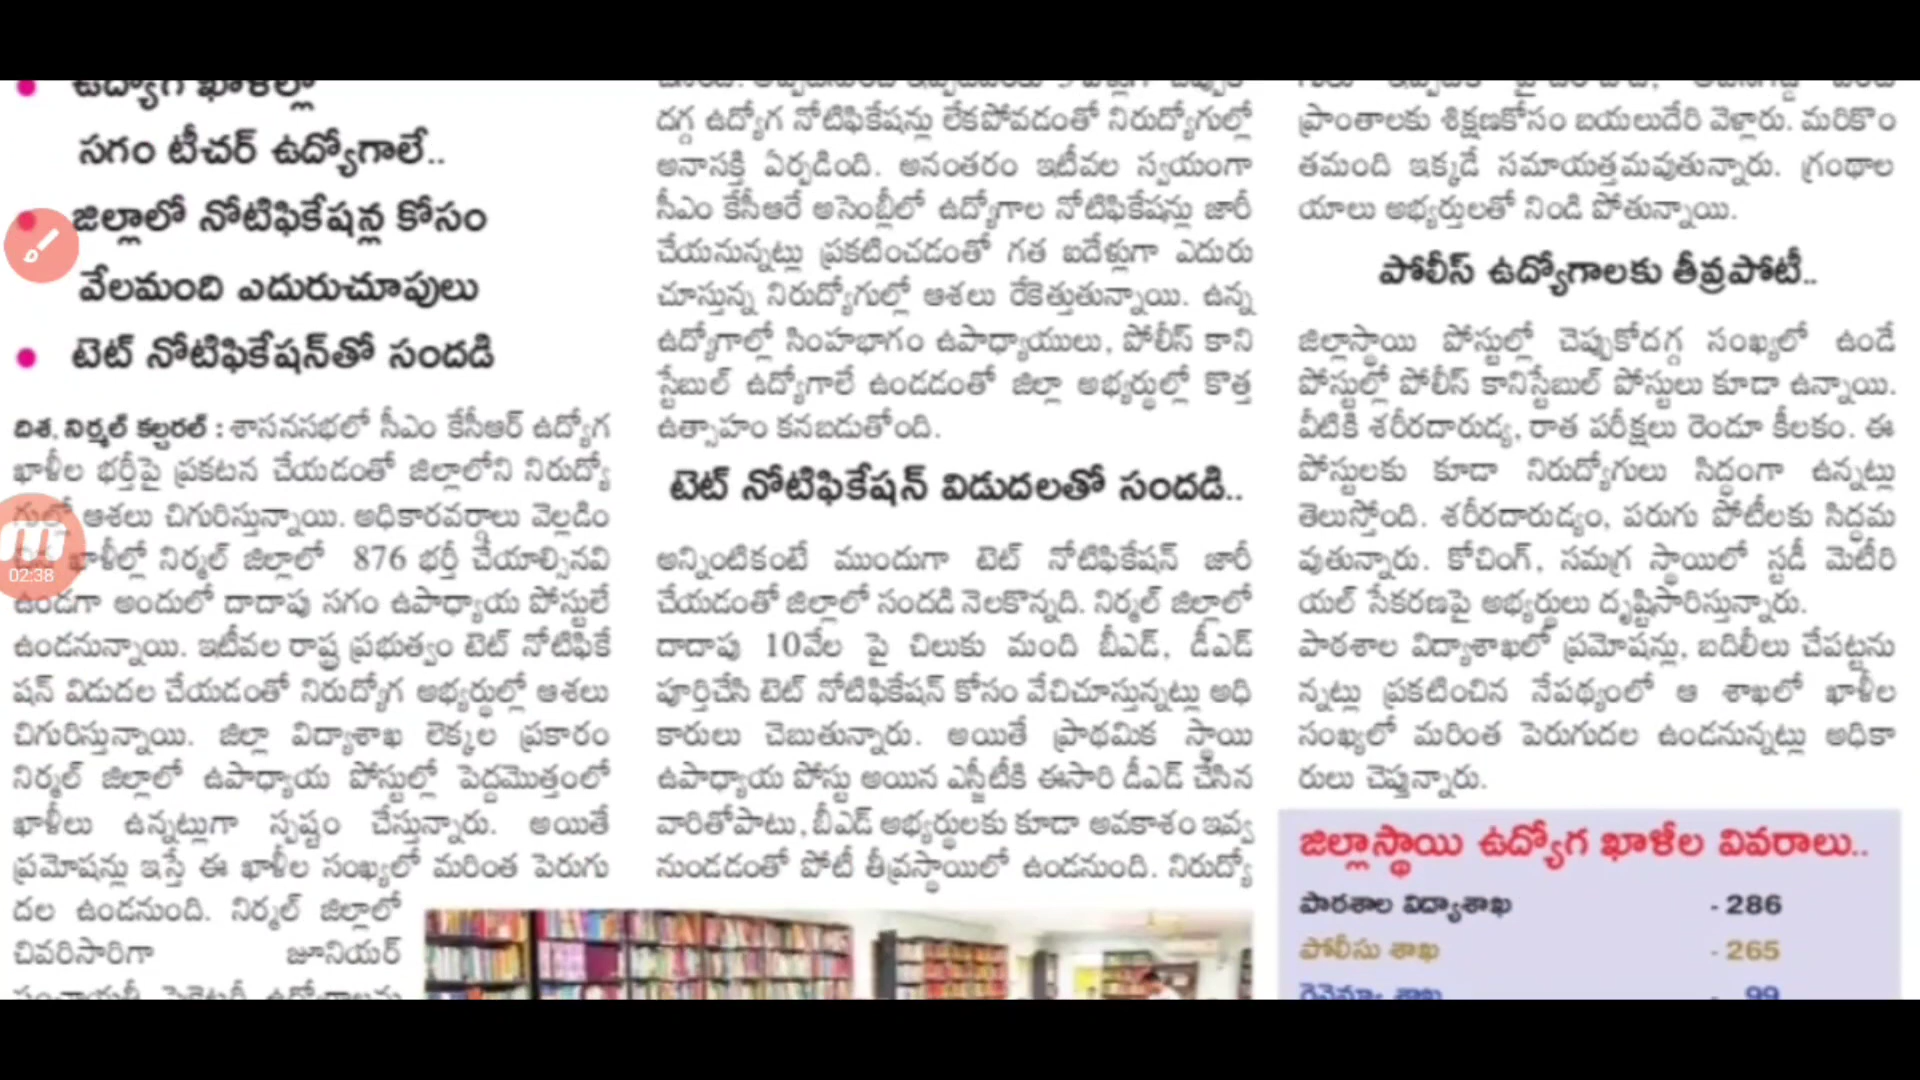 ఉద్యోగ ఖాళీల్లో
సగం టీచర్ ఉద్యోగాలే..
జిల్లాలో నోటిఫికేషన్ల కోసం
వేలమంది ఎదురుచూపులు
టెట్ నోటిఫికేషన్‌తో సందడి
దిశ, నిర్మల్ కల్చరల్ : శాసనసభలో సీఎం కేసీఆర్ ఉద్యోగ
ఖాళీల భర్తీపై ప్రకటన చేయడంతో జిల్లాలోని నిరుద్యో
గుల్లో ఆశలు చిగురిస్తున్నాయి. అధికారవర్గాలు వెల్లడిం
ఖాళీల్లో నిర్మల్ జిల్లాలో 876 భర్తీ చేయాల్సినవి
ఉండగా అందులో దాదాపు సగం ఉపాధ్యాయ పోస్టులే
ఉండనున్నాయి. ఇటీవల రాష్ట్ర ప్రభుత్వం టెట్ నోటిఫికే
షన్ విడుదల చేయడంతో నిరుద్యోగ అభ్యర్థుల్లో ఆశలు
చిగురిస్తున్నాయి. జిల్లా విద్యాశాఖ లెక్కల ప్రకారం
నిర్మల్ జిల్లాలో ఉపాధ్యాయ పోస్టుల్లో పెద్దమొత్తంలో
ఖాళీలు ఉన్నట్లుగా స్పష్టం చేస్తున్నారు. అయితే
ప్రమోషన్లు ఇస్తే ఈ ఖాళీల సంఖ్యలో మరింత పెరుగు
దల ఉండనుంది. నిర్మల్ జిల్లాలో
చివరిసారిగా జూనియర్
దగ్గ ఉద్యోగ నోటిఫికేషన్లు లేకపోవడంతో నిరుద్యోగుల్లో
అనాసక్తి ఏర్పడింది. అనంతరం ఇటీవల స్వయంగా
సీఎం కేసీఆరే అసెంబ్లీలో ఉద్యోగాల నోటిఫికేషన్లు జారీ
చేయనున్నట్లు ప్రకటించడంతో గత ఐదేళ్లుగా ఎదురు
చూస్తున్న నిరుద్యోగుల్లో ఆశలు రేకెత్తుతున్నాయి. ఉన్న
ఉద్యోగాల్లో సింహభాగం ఉపాధ్యాయులు, పోలీస్ కాని
స్టేబుల్ ఉద్యోగాలే ఉండడంతో జిల్లా అభ్యర్థుల్లో కొత్త
ఉత్సాహం కనబడుతోంది.
టెట్ నోటిఫికేషన్ విడుదలతో సందడి..
అన్నింటికంటే ముందుగా టెట్ నోటిఫికేషన్ జారీ
చేయడంతో జిల్లాలో సందడి నెలకొన్నది. నిర్మల్ జిల్లాలో
దాదాపు 10వేల పై చిలుకు మంది బీఎడ్, డీఎడ్
పూర్తిచేసి టెట్ నోటిఫికేషన్ కోసం వేచిచూస్తున్నట్లు అధి
కారులు చెబుతున్నారు. అయితే ప్రాథమిక స్థాయి
ఉపాధ్యాయ పోస్టు అయిన ఎస్జీటీకి ఈసారి డీఎడ్ చేసిన
వారితోపాటు, బీఎడ్ అభ్యర్థులకు కూడా అవకాశం ఇవ్వ
నుండడంతో పోటీ తీవ్రస్థాయిలో ఉండనుంది. నిరుద్యో
ప్రాంతాలకు శిక్షణకోసం బయలుదేరి వెళ్లారు. మరికొం
తమంది ఇక్కడే సమాయత్తమవుతున్నారు. గ్రంథాల
యాలు అభ్యర్థులతో నిండి పోతున్నాయి.
పోలీస్ ఉద్యోగాలకు తీవ్రపోటీ..
జిల్లాస్థాయి పోస్టుల్లో చెప్పుకోదగ్గ సంఖ్యలో ఉండే
పోస్టుల్లో పోలీస్ కానిస్టేబుల్ పోస్టులు కూడా ఉన్నాయి.
వీటికి శరీరదారుడ్య, రాత పరీక్షలు రెండూ కీలకం. ఈ
పోస్టులకు కూడా నిరుద్యోగులు సిద్ధంగా ఉన్నట్లు
తెలుస్తోంది. శరీరదారుడ్యం, పరుగు పోటీలకు సిద్ధమ
వుతున్నారు. కోచింగ్, సమగ్ర స్థాయిలో స్టడీ మెటీరి
యల్ సేకరణపై అభ్యర్థులు దృష్టిసారిస్తున్నారు.
పాఠశాల విద్యాశాఖలో ప్రమోషన్లు, బదిలీలు చేపట్టను
న్నట్లు ప్రకటించిన నేపథ్యంలో ఆ శాఖలో ఖాళీల
సంఖ్యలో మరింత పెరుగుదల ఉండనున్నట్లు అధికా
రులు చెప్తున్నారు.
జిల్లాస్థాయి ఉద్యోగ ఖాళీల వివరాలు..
పాఠశాల విద్యాశాఖ - 286
పోలీసు శాఖ - 265
రెవెన్యూ శాఖ - 99
02:38